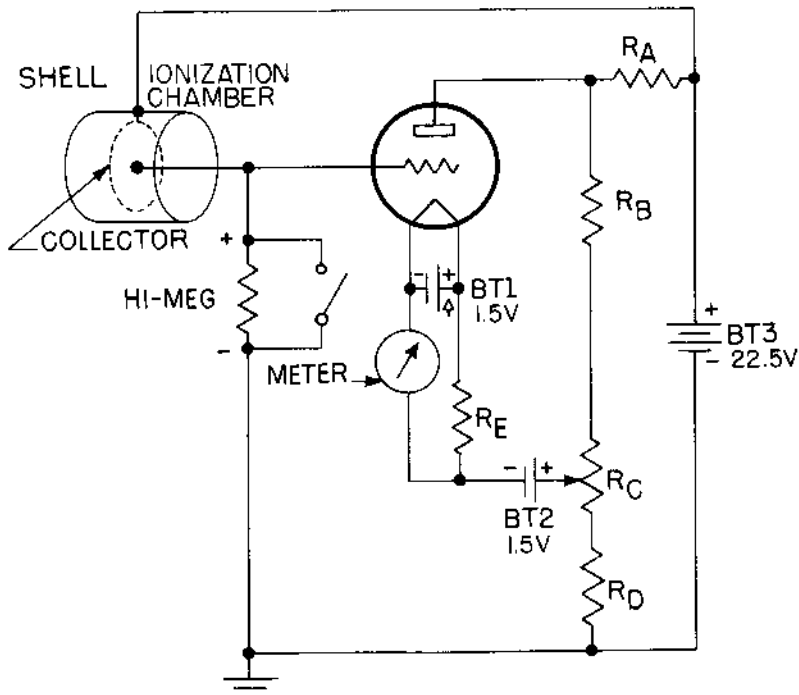 SHELL
IONIZATION
CHAMBER
COLLECTOR
+
HI-MEG
-
METER
- +
BT1
1.5V
RE
- +
BT2
1.5V
RA
RB
RC
RD
+
BT3
- 22.5V